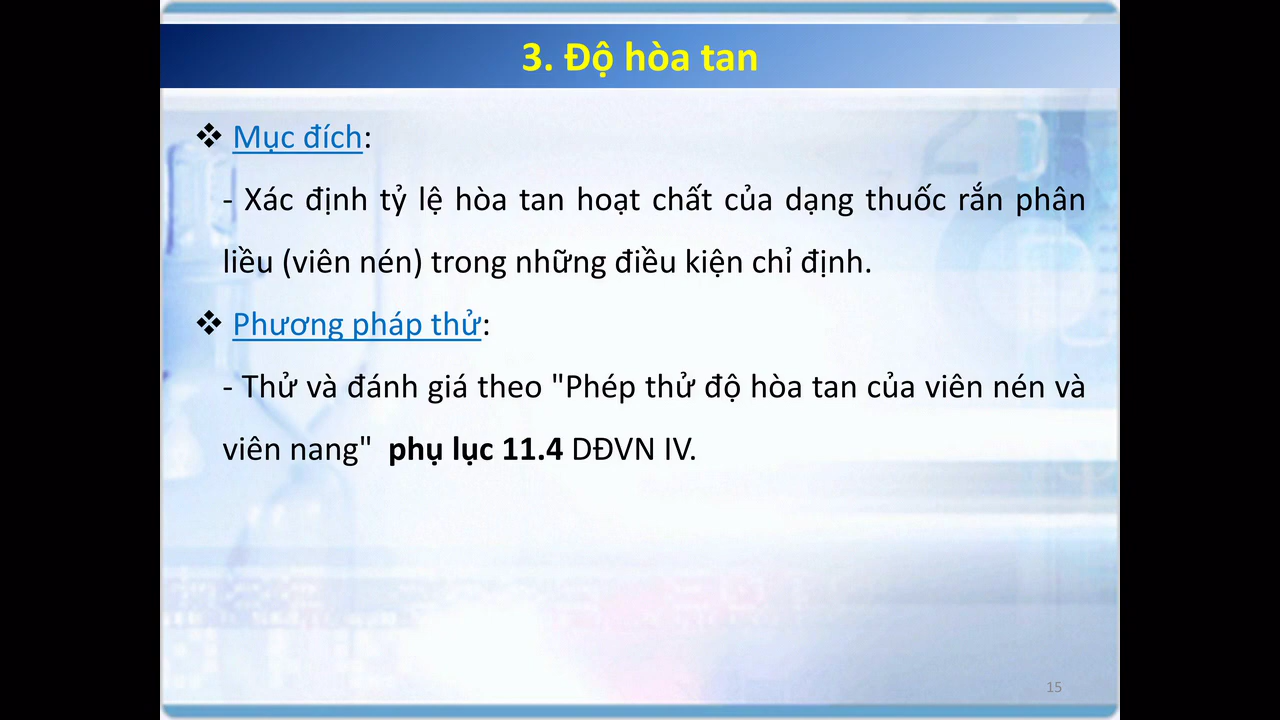 3. Độ hòa tan
❖ Mục đích:
- Xác định tỷ lệ hòa tan hoạt chất của dạng thuốc rắn phân
liều (viên nén) trong những điều kiện chỉ định.
❖ Phương pháp thử:
- Thử và đánh giá theo "Phép thử độ hòa tan của viên nén và
viên nang" phụ lục 11.4 DĐVN IV.
15